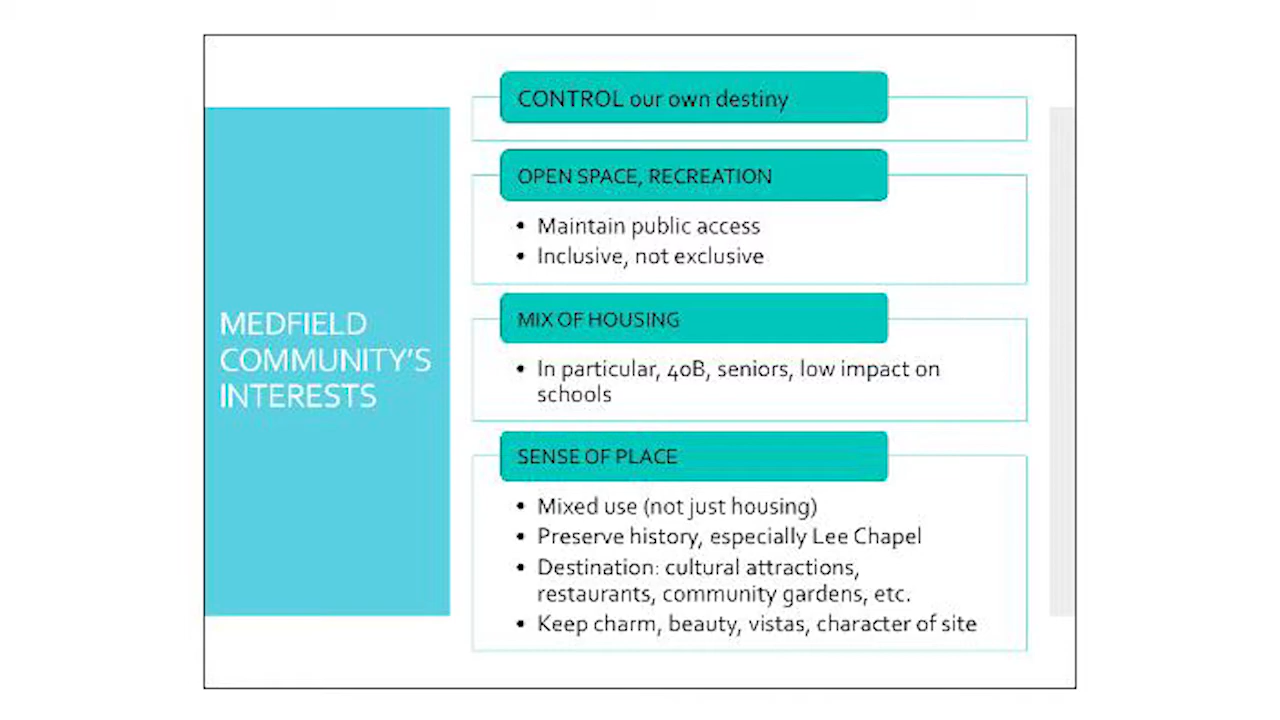 MEDFIELD
COMMUNITY'S
INTERESTS
CONTROL our own destiny
OPEN SPACE, RECREATION
• Maintain public access
• Inclusive, not exclusive
MIX OF HOUSING
• In particular, 40B, seniors, low impact on
schools
SENSE OF PLACE
• Mixed use (not just housing)
• Preserve history, especially Lee Chapel
• Destination: cultural attractions,
restaurants, community gardens, etc.
• Keep charm, beauty, vistas, character of site